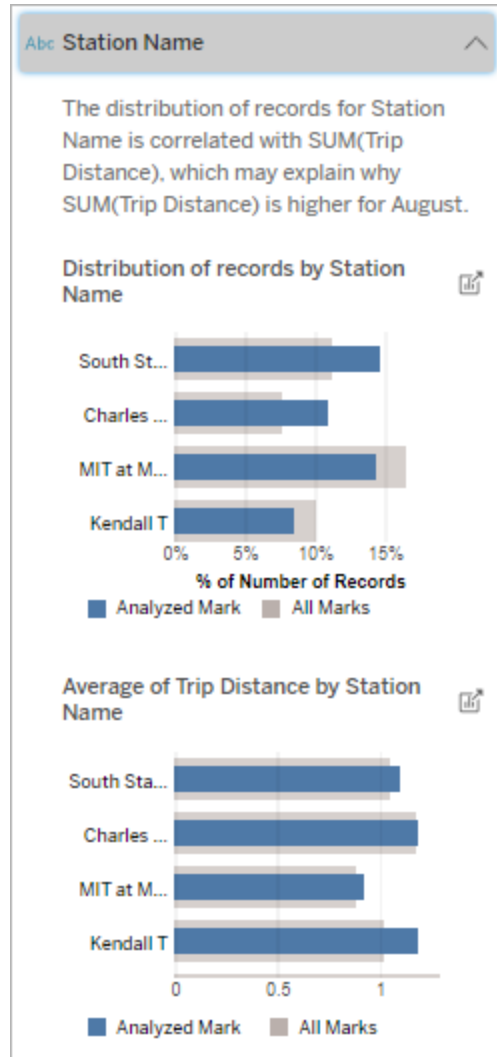 Abc Station Name
The distribution of records for Station
Name is correlated with SUM(Trip
Distance), which may explain why
SUM(Trip Distance) is higher for August.
Distribution of records by Station
Name
South St...
Charles ...
MIT at M...
Kendall T
0% 5% 10% 15%
% of Number of Records
Analyzed Mark All Marks
Average of Trip Distance by Station
Name
South Sta...
Charles ...
MIT at M...
Kendall T
0 0.5 1
Analyzed Mark All Marks